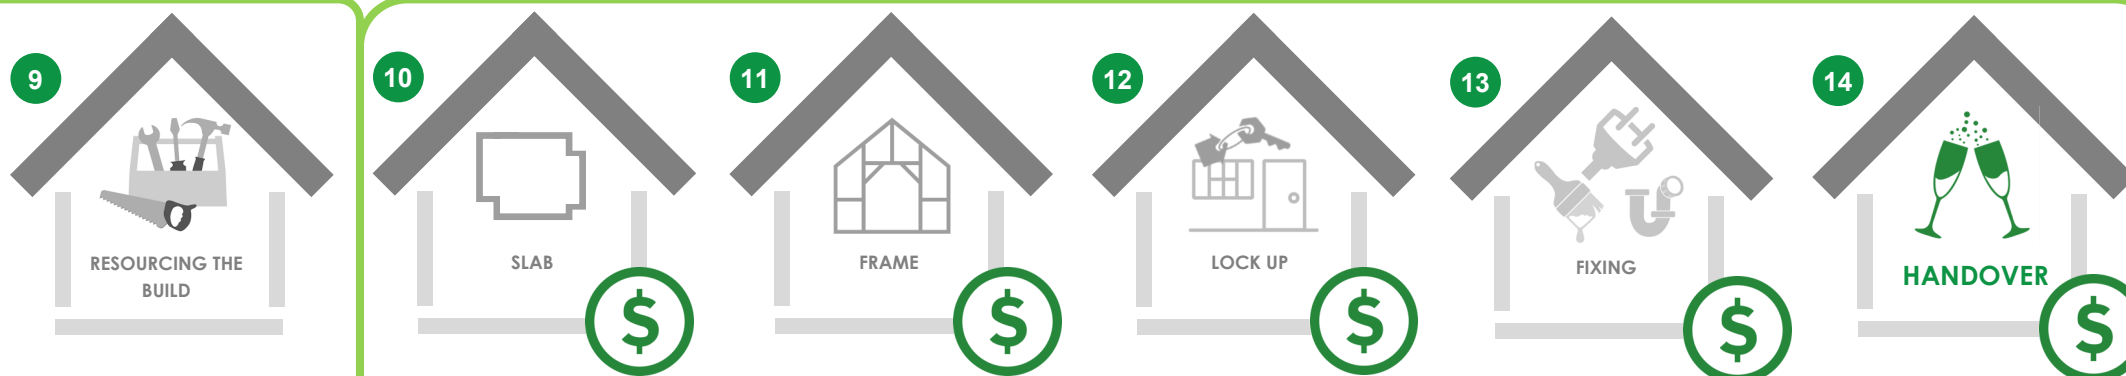 9
RESOURCING THE
BUILD
10
SLAB
$
11
FRAME
$
12
LOCK UP
$
13
FIXING
$
14
HANDOVER
$